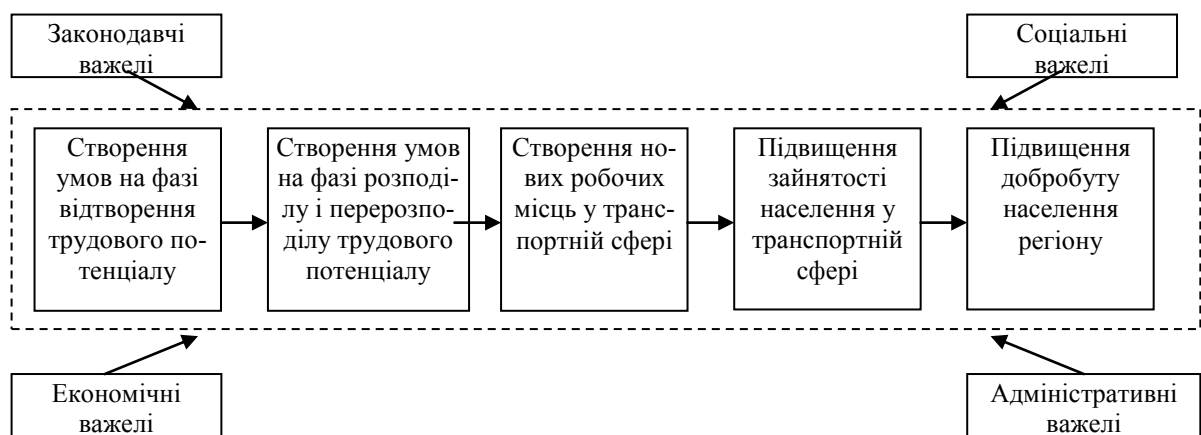 Законодавчі
важелі
Соціальні
важелі
Створення
умов на фазі
відтворення
трудового по-
тенціалу
Створення умов
на фазі розподі-
лу і перерозпо-
ділу трудового
потенціалу
Створення но-
вих робочих
місць у транс-
портній сфері
Підвищення
зайнятості
населення у
транспортній
сфері
Підвищення
добробуту
населення
регіону
Економічні
важелі
Адміністративні
важелі